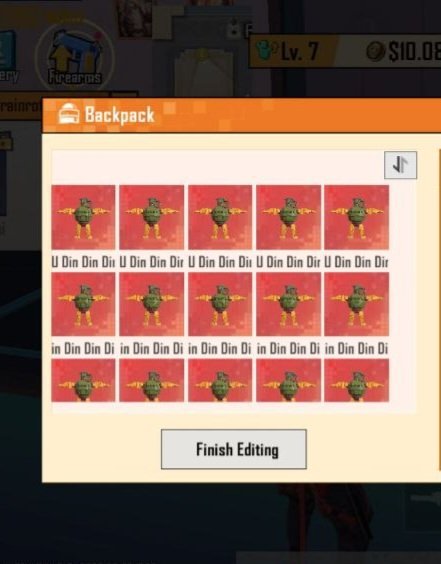 Lv. 7
$10.08
ery
Firearms
rainrot
Backpack
U Din Din Dir U Din Din Dir U Din Din Dir U Din Din Dir U Din Din Dir
in Din Din Di in Din Din Di in Din Din Di in Din Din Di in Din Din Di
Finish Editing